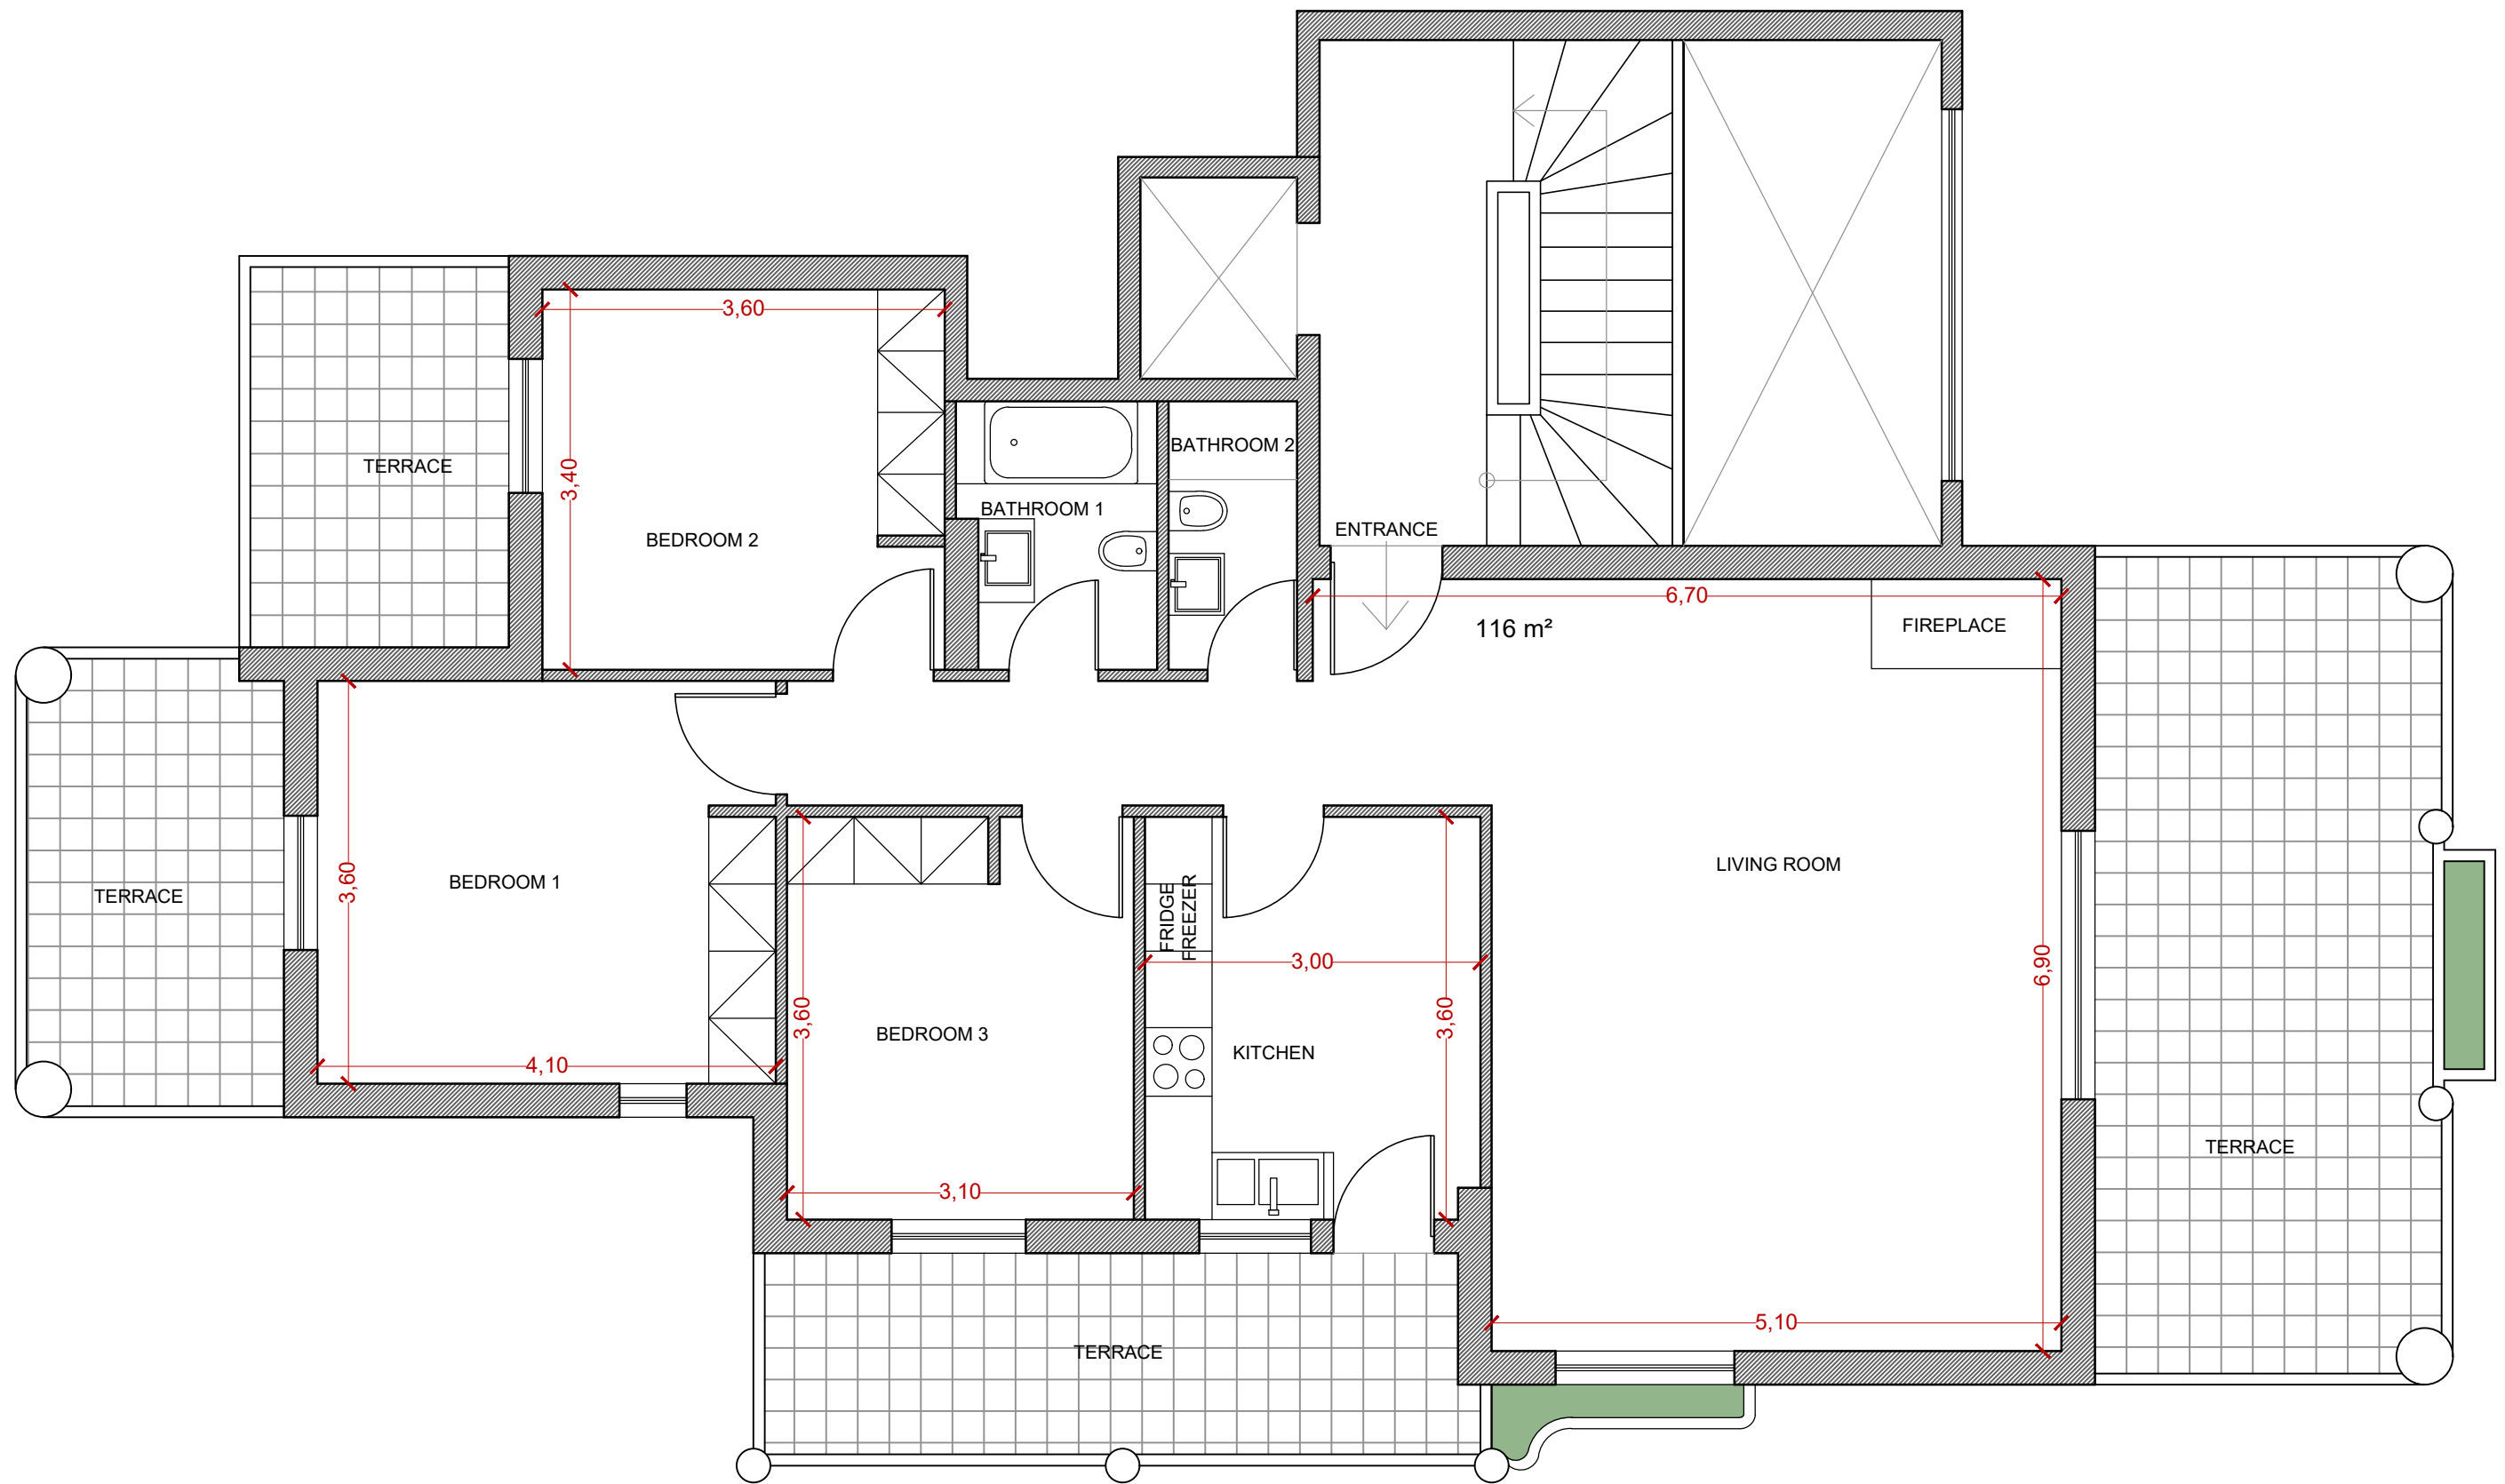 3,60
BATHROOM 2
TERRACE
3,40
BATHROOM 1
ENTRANCE
BEDROOM 2
6,70
116 m²
FIREPLACE
LIVING ROOM
BEDROOM 1
3,60
TERRACE
FRIDGE
FREEZER
3,00
6,90
3,60
3,60
BEDROOM 3
KITCHEN
4,10
TERRACE
3,10
5,10
TERRACE